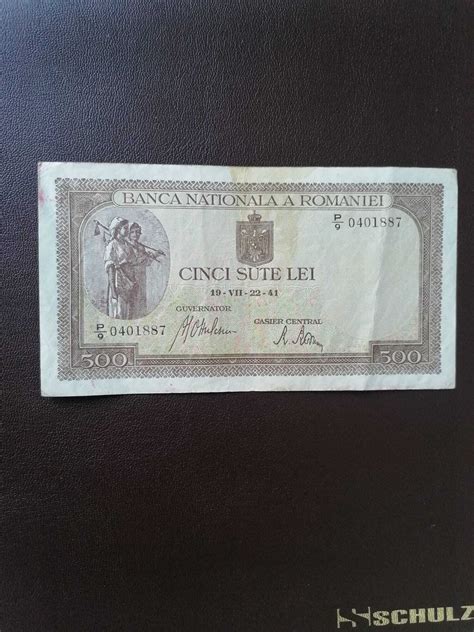 BANCA NATIONALA A ROMANIEI
P/9 0401887
CINCI SUTE LEI
19-VII-22-41
GUVERNATOR
CASIER CENTRAL
P/9 0401887
500
500
SCHULZ